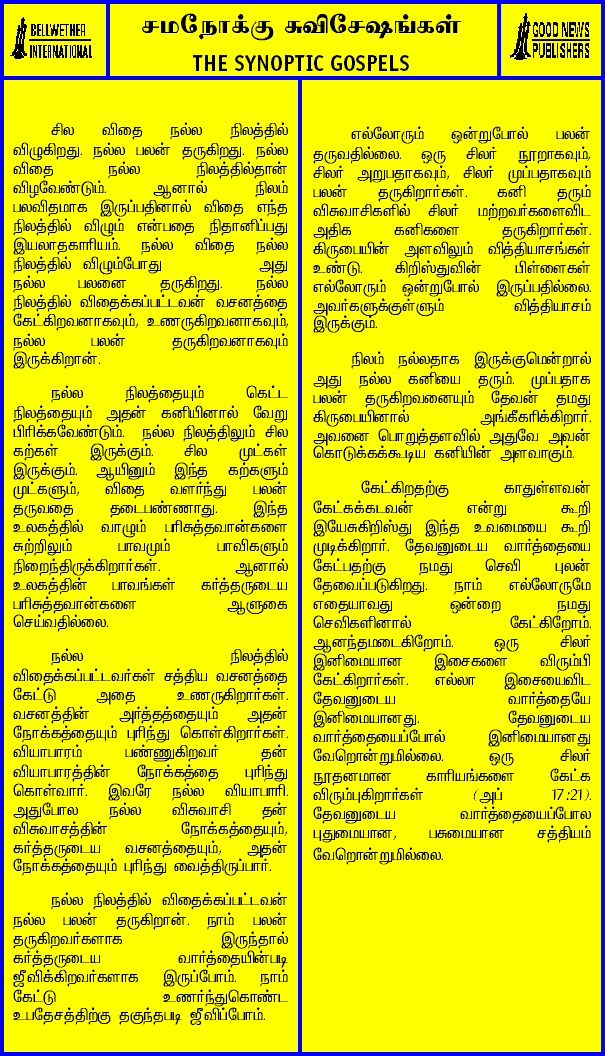 BELLWETHER
INTERNATIONAL
சமநோக்கு சுவிசேஷங்கள்
THE SYNOPTIC GOSPELS
GOOD NEWS
PUBLISHERS
சில விதை நல்ல நிலத்தில்
விழுகிறது. நல்ல பலன் தருகிறது. நல்ல
விதை நல்ல நிலத்தில்தான்
விழவேண்டும். ஆனால் நிலம்
பலவிதமாக இருப்பதினால் விதை எந்த
நிலத்தில் விழும் என்பதை நிதானிப்பது
இயலாதகாரியம். நல்ல விதை நல்ல
நிலத்தில் விழும்போது அது
நல்ல பலனை தருகிறது. நல்ல
நிலத்தில் விதைக்கப்பட்டவன் வசனத்தை
கேட்கிறவனாகவும், உணருகிறவனாகவும்,
நல்ல பலன் தருகிறவனாகவும்
இருக்கிறான்.
நல்ல நிலத்தையும் கெட்ட
நிலத்தையும் அதன் கனியினால் வேறு
பிரிக்கவேண்டும். நல்ல நிலத்திலும் சில
கற்கள் இருக்கும். சில முட்கள்
இருக்கும். ஆயினும் இந்த கற்களும்
முட்களும், விதை வளர்ந்து பலன்
தருவதை தடைபண்ணாது. இந்த
உலகத்தில் வாழும் பரிசுத்தவான்களை
சுற்றிலும் பாவமும் பாவிகளும்
நிறைந்திருக்கிறார்கள். ஆனால்
உலகத்தின் பாவங்கள் கர்த்தருடைய
பரிசுத்தவான்களை ஆளுகை
செய்வதில்லை.
நல்ல நிலத்தில்
விதைக்கப்பட்டவர்கள் சத்திய வசனத்தை
கேட்டு அதை உணருகிறார்கள்.
வசனத்தின் அர்த்தத்தையும் அதன்
நோக்கத்தையும் புரிந்து கொள்கிறார்கள்.
வியாபாரம் பண்ணுகிறவர் தன்
வியாபாரத்தின் நோக்கத்தை புரிந்து
கொள்வார். இவரே நல்ல வியாபாரி.
அதுபோல நல்ல விசுவாசி தன்
விசுவாசத்தின் நோக்கத்தையும்,
கர்த்தருடைய வசனத்தையும், அதன்
நோக்கத்தையும் புரிந்து வைத்திருப்பார்.
நல்ல நிலத்தில் விதைக்கப்பட்டவன்
நல்ல பலன் தருகிறான். நாம் பலன்
தருகிறவர்களாக இருந்தால்
கர்த்தருடைய வார்த்தையின்படி
ஜீவிக்கிறவர்களாக இருப்போம். நாம்
கேட்டு உணர்ந்துகொண்ட
உபதேசத்திற்கு தகுந்தபடி ஜீவிப்போம்.
எல்லோரும் ஒன்றுபோல் பலன்
தருவதில்லை. ஒரு சிலர் நூறாகவும்,
சிலர் அறுபதாகவும், சிலர் முப்பதாகவும்
பலன் தருகிறார்கள். கனி தரும்
விசுவாசிகளில் சிலர் மற்றவர்களைவிட
அதிக கனிகளை தருகிறார்கள்.
கிருபையின் அளவிலும் வித்தியாசங்கள்
உண்டு. கிறிஸ்துவின் பிள்ளைகள்
எல்லோரும் ஒன்றுபோல் இருப்பதில்லை.
அவர்களுக்குள்ளும் வித்தியாசம்
இருக்கும்.
நிலம் நல்லதாக இருக்குமென்றால்
அது நல்ல கனியை தரும். முப்பதாக
பலன் தருகிறவனையும் தேவன் தமது
கிருபையினால் அங்கீகரிக்கிறார்.
அவனை பொறுத்தளவில் அதுவே அவன்
கொடுக்கக்கூடிய கனியின் அளவாகும்.
கேட்கிறதற்கு காதுள்ளவன்
கேட்கக்கடவன் என்று கூறி
இயேசுகிறிஸ்து இந்த உவமையை கூறி
முடிக்கிறார். தேவனுடைய வார்த்தையை
கேட்பதற்கு நமது செவி புலன்
தேவைப்படுகிறது. நாம் எல்லோருமே
எதையாவது ஒன்றை நமது
செவிகளினால் கேட்கிறோம்.
ஆனந்தமடைகிறோம். ஒரு சிலர்
இனிமையான இசைகளை விரும்பி
கேட்கிறார்கள். எல்லா இசையைவிட
தேவனுடைய வார்த்தையே
இனிமையானது. தேவனுடைய
வார்த்தையைப்போல் இனிமையானது
வேறொன்றுமில்லை. ஒரு சிலர்
நூதனமான காரியங்களை கேட்க
விரும்புகிறார்கள் (அப் 17:21).
தேவனுடைய வார்த்தையைப்போல
புதுமையான, பசுமையான சத்தியம்
வேறொன்றுமில்லை.